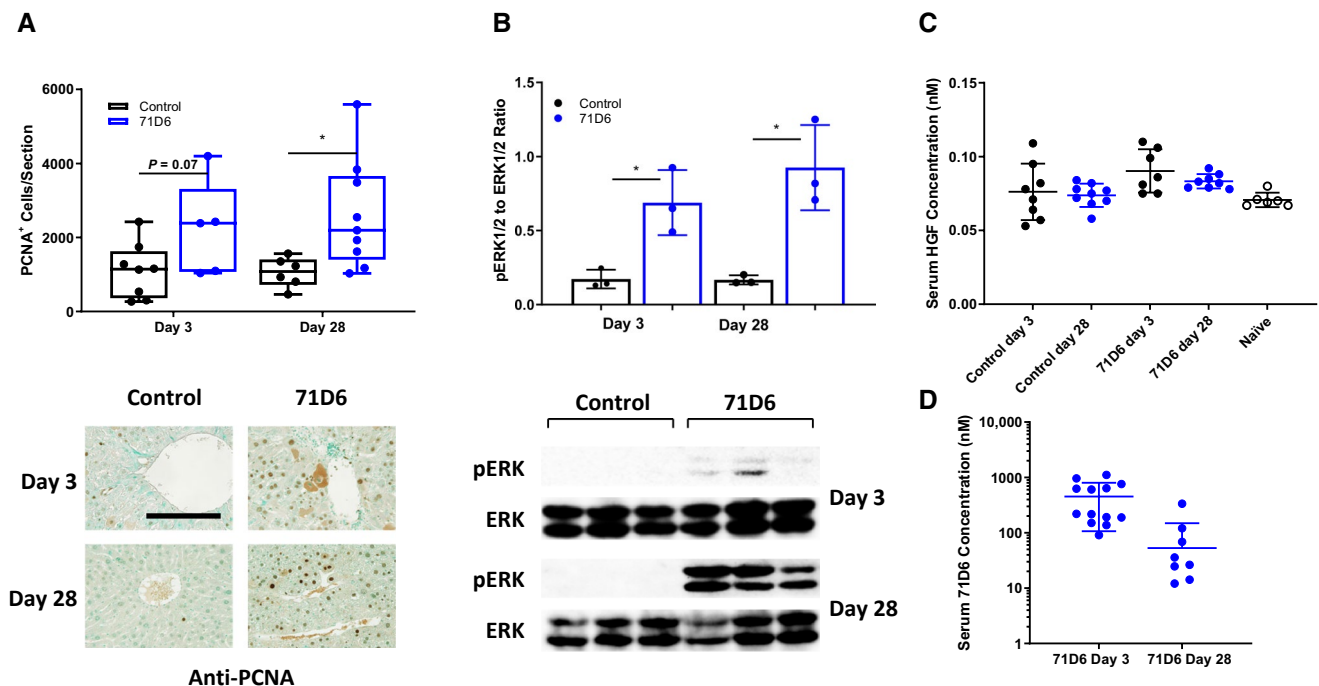 A
PCNA+ Cells/Section
6000
4000
2000
0
Control
71D6
P = 0.07
*
Day 3
Day 28
Control
71D6
Day 3
Day 28
Anti-PCNA
B
pERK1/2 to ERK1/2 Ratio
1.5
1.0
0.5
0.0
Control
71D6
*
*
Day 3
Day 28
Control
71D6
pERK
ERK
Day 3
pERK
ERK
Day 28
C
Serum HGF Concentration (nM)
0.15
0.10
0.05
0.00
Control day 3
Control day 28
71D6 day 3
71D6 day 28
Naïve
D
Serum 71D6 Concentration (nM)
10,000
1000
100
10
1
71D6 Day 3
71D6 Day 28